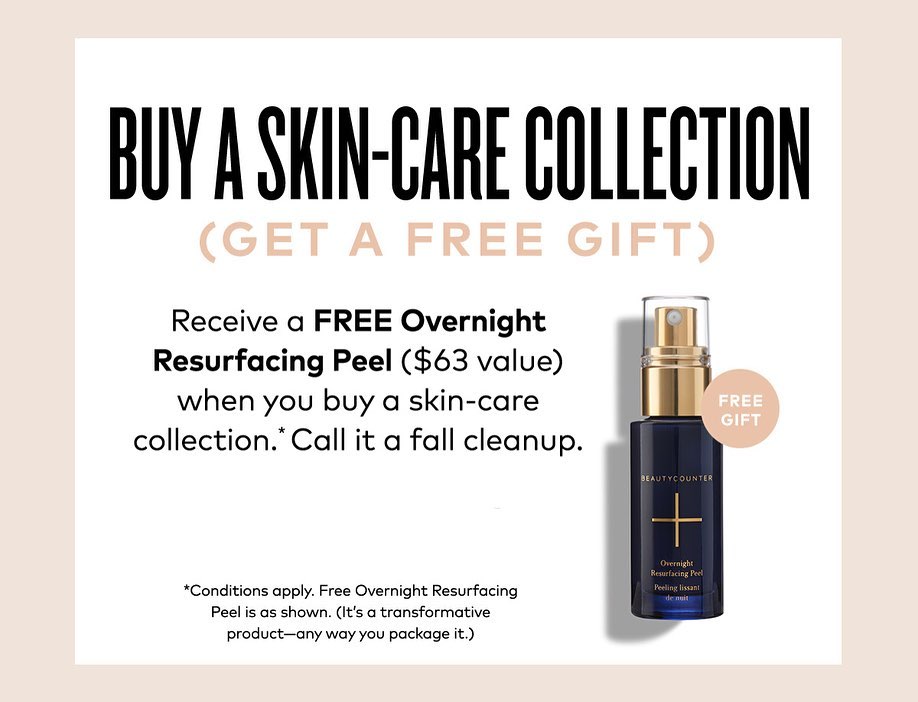 BUY A SKIN-CARE COLLECTION
(GET A FREE GIFT)
Receive a FREE Overnight
Resurfacing Peel ($63 value)
when you buy a skin-care
collection.* Call it a fall cleanup.
FREE
GIFT
BEAUTYCOUNTER
Overnight
Resurfacing Peel
Peeling lissant
de nuit
*Conditions apply. Free Overnight Resurfacing
Peel is as shown. (It's a transformative
product—any way you package it.)